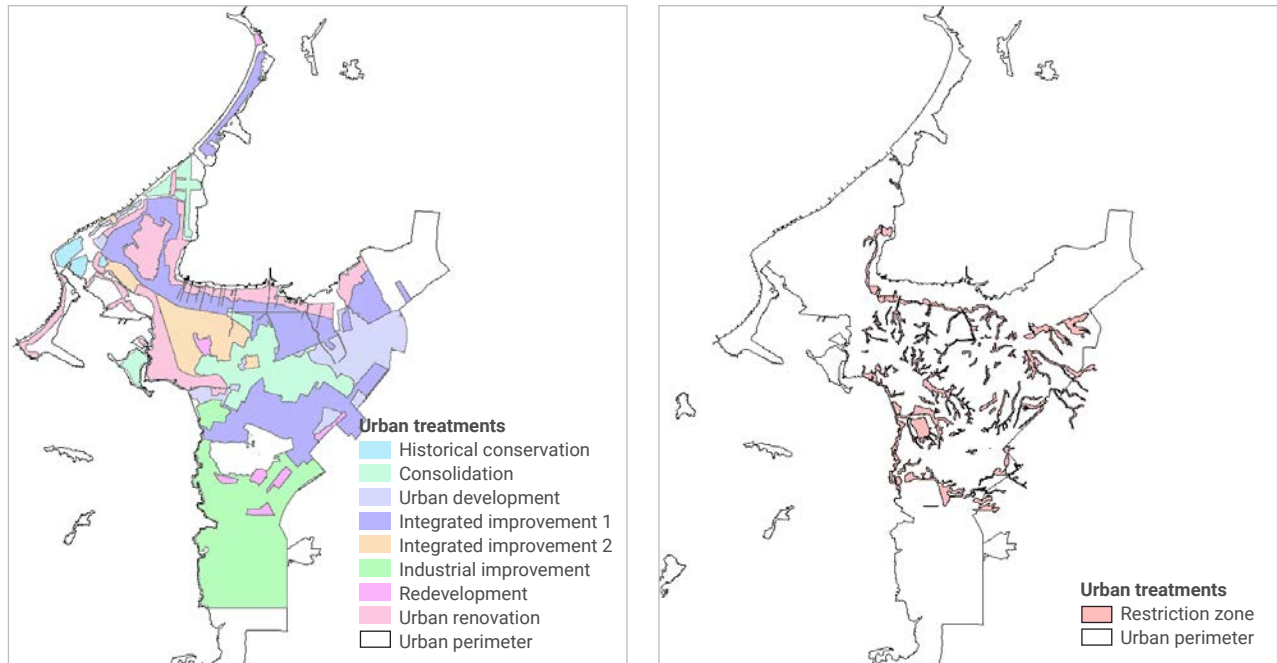 Urban treatments
Historical conservation
Consolidation
Urban development
Integrated improvement 1
Integrated improvement 2
Industrial improvement
Redevelopment
Urban renovation
Urban perimeter
Urban treatments
Restriction zone
Urban perimeter